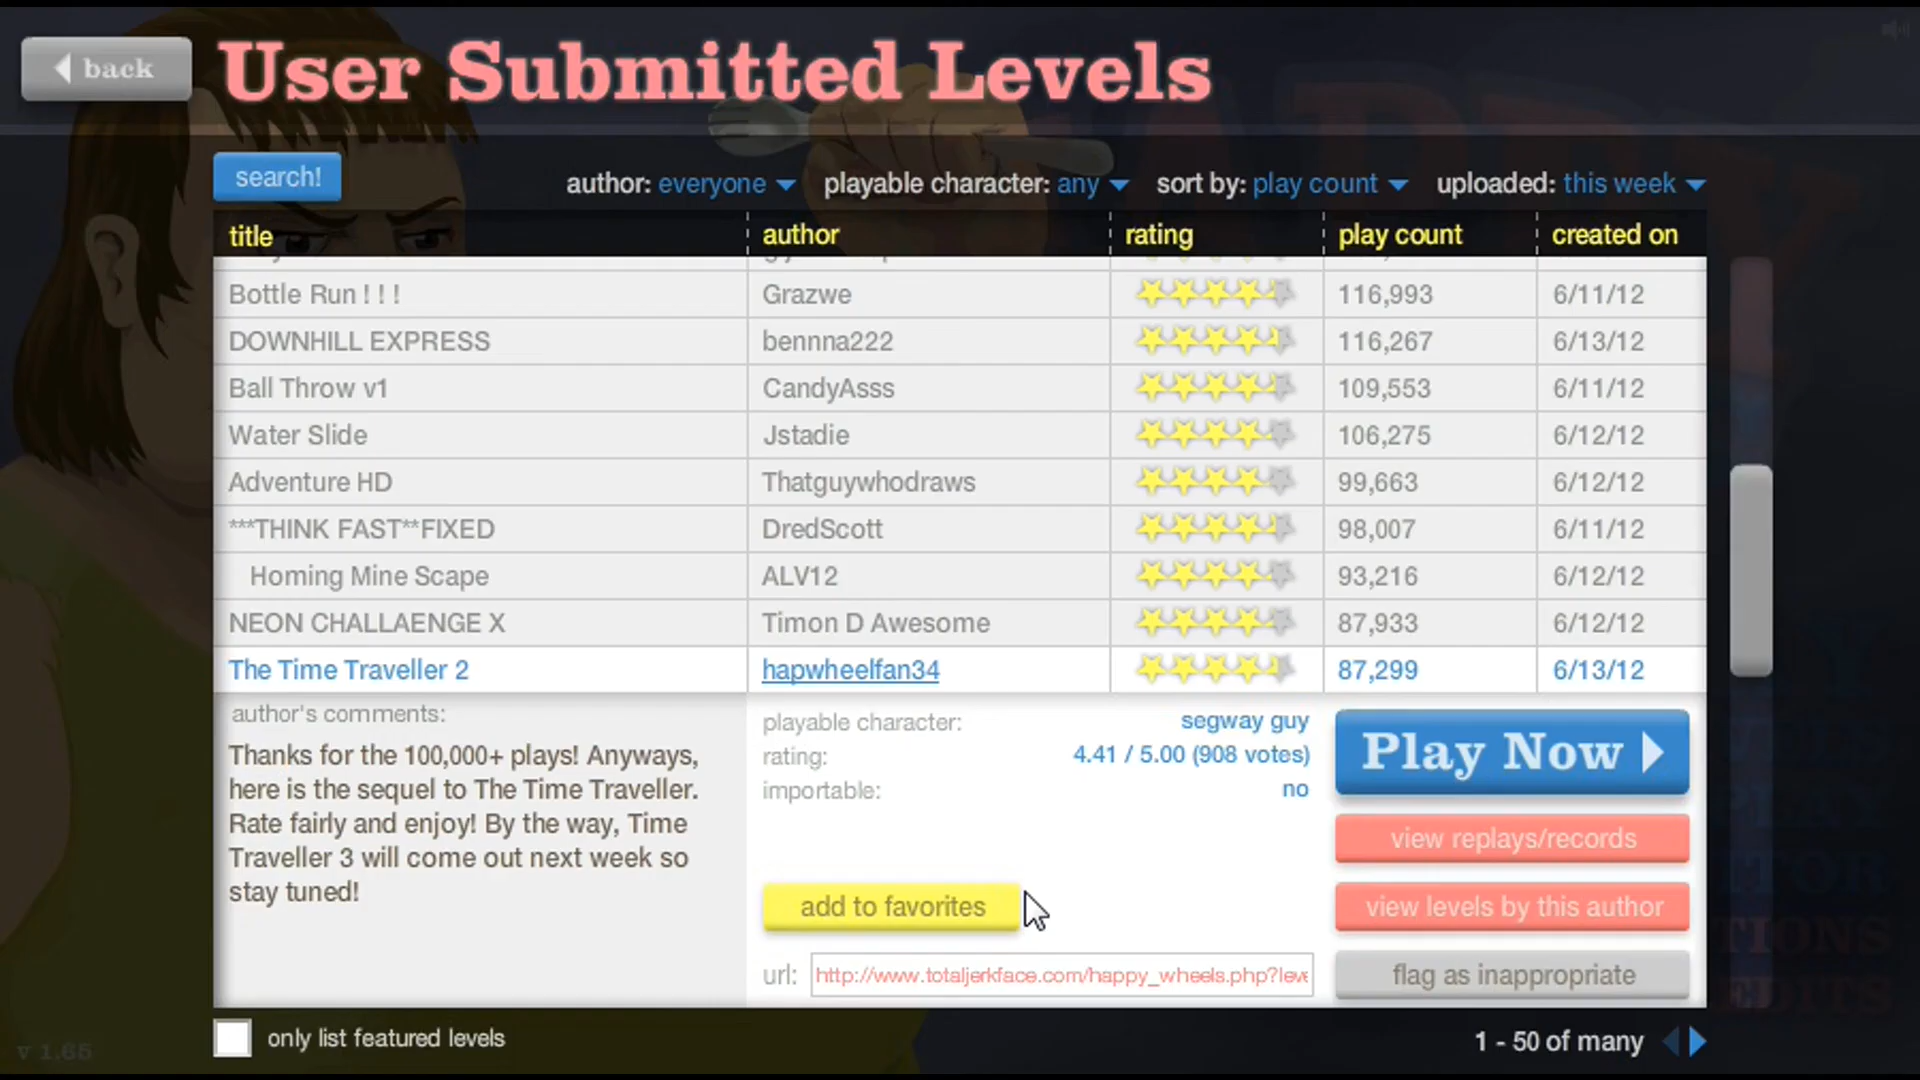 back
User Submitted Levels
search!
author: everyone
playable character: any
sort by: play count
uploaded: this week
title
author
rating
play count
created on
Bottle Run ! ! !
Grazwe
116,993
6/11/12
DOWNHILL EXPRESS
bennna222
116,267
6/13/12
Ball Throw v1
CandyAsss
109,553
6/11/12
Water Slide
Jstadie
106,275
6/12/12
Adventure HD
Thatguywhodraws
99,663
6/12/12
***THINK FAST**FIXED
DredScott
98,007
6/11/12
Homing Mine Scape
ALV12
93,216
6/12/12
NEON CHALLAENGE X
Timon D Awesome
87,933
6/12/12
The Time Traveller 2
hapwheelfan34
87,299
6/13/12
author's comments:
Thanks for the 100,000+ plays! Anyways,
here is the sequel to The Time Traveller.
Rate fairly and enjoy! By the way, Time
Traveller 3 will come out next week so
stay tuned!
playable character: segway guy
rating: 4.41 / 5.00 (908 votes)
importable: no
add to favorites
url: http://www.totaljerkface.com/happy_wheels.php?leve
Play Now
view replays/records
view levels by this author
flag as inappropriate
only list featured levels
1 - 50 of many
v 1.65